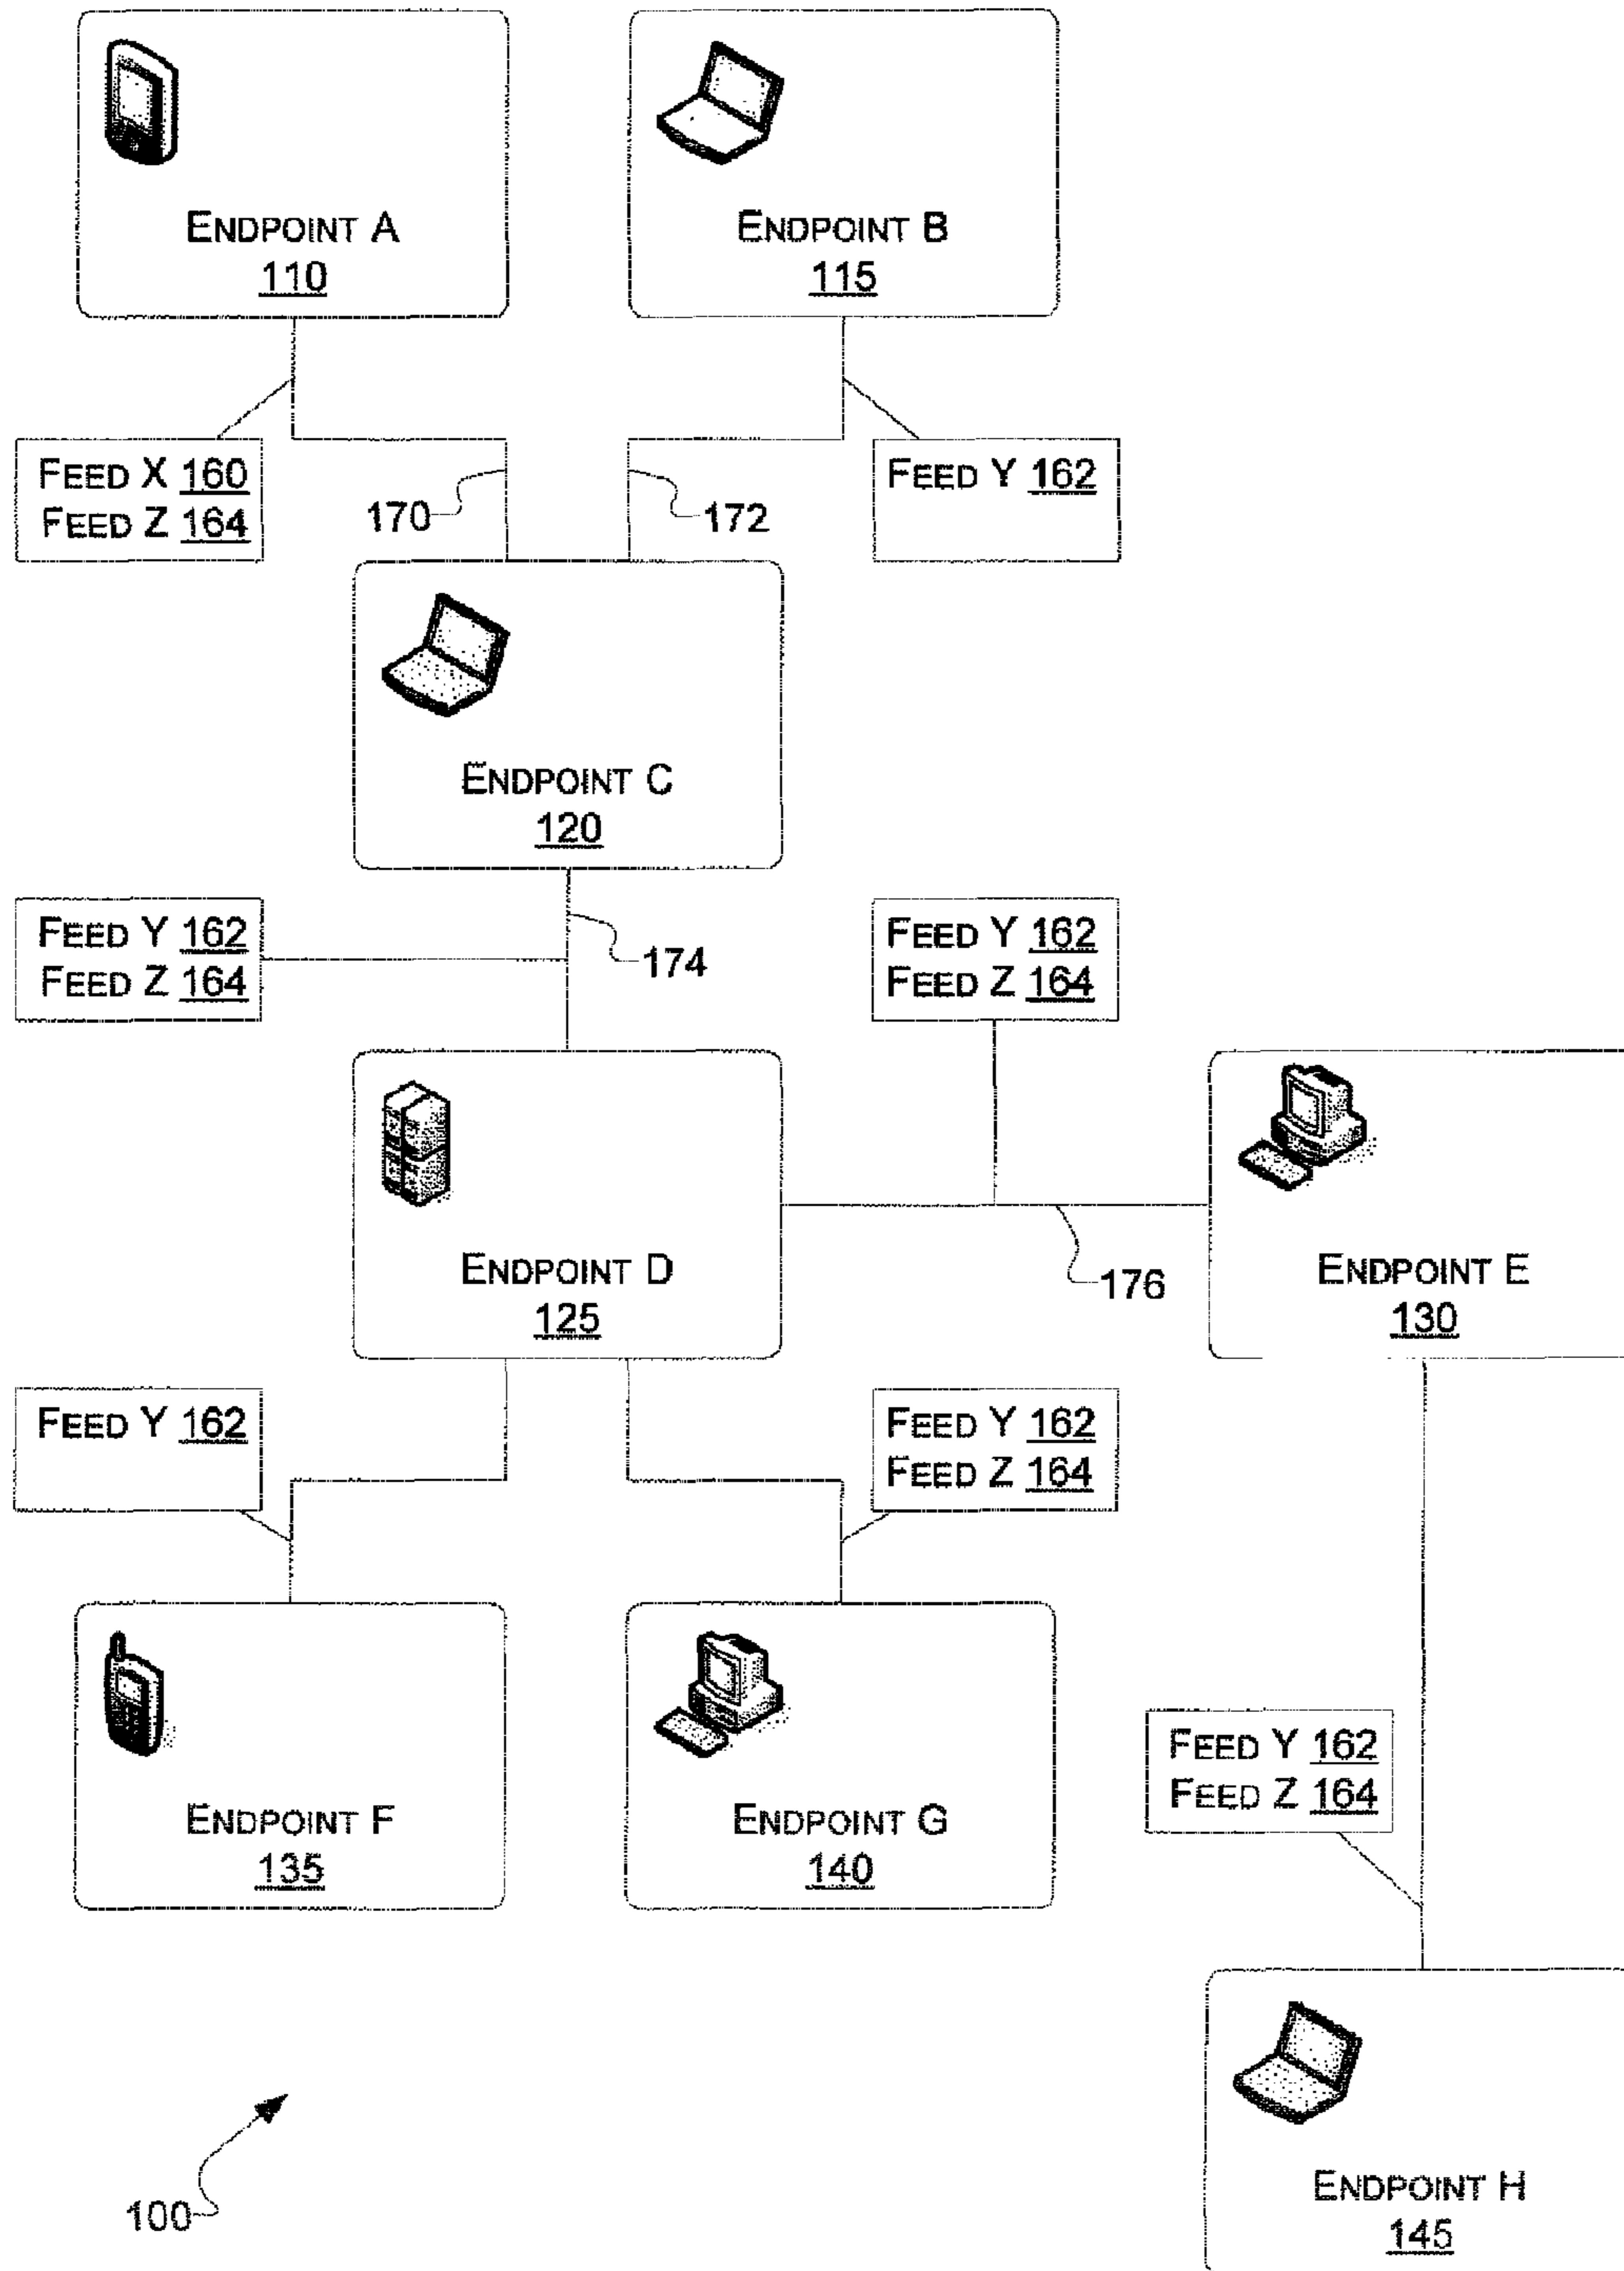 ENDPOINT A
110
ENDPOINT B
115
FEED X 160
FEED Z 164
170
172
FEED Y 162
ENDPOINT C
120
FEED Y 162
FEED Z 164
174
FEED Y 162
FEED Z 164
ENDPOINT D
125
176
ENDPOINT E
130
FEED Y 162
FEED Y 162
FEED Z 164
ENDPOINT F
135
ENDPOINT G
140
FEED Y 162
FEED Z 164
100
ENDPOINT H
145